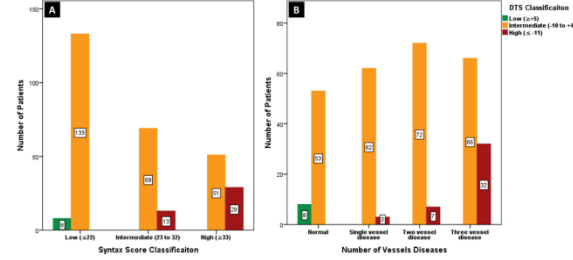 A
150
100
50
0
Number of Patients
8
133
69
13
51
29
Low (≤22)
Intermediate (23 to 32)
High (≥33)
Syntax Score Classificaiton
B
80
60
40
20
0
Number of Patients
8
53
62
3
72
7
66
32
Normal
Single vessel disease
Two vessel disease
Three vessel disease
Number of Vessels Diseases
DTS Classificaiton
Low (≥+5)
Intermediate (-10 to +4
High (≤ -11)